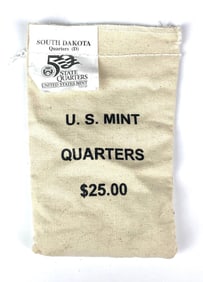 SOUTH DAKOTA
Quarters (D)
50
STATE
QUARTERS
UNITED STATES MINT
U. S. MINT
QUARTERS
$25.00